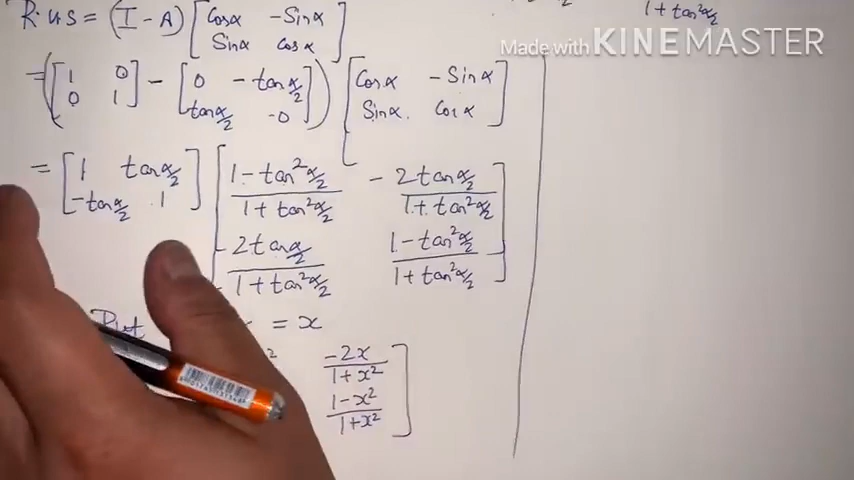 1 + tan²α/2
Made with KINEMASTER
R·H·S = (I - A) [Cosα -Sinα
Sinα Cosα]
= ([1 0 0 1] - [0 -tanα/2 tanα/2 -0]) [Cosα -Sinα Sinα. Cosα]
= [1 tanα/2 -tanα/2 1] [1-tan²α/2 / 1+tan²α/2 -2tanα/2 / 1+tan²α/2
2tanα/2 / 1+tan²α/2 1-tan²α/2 / 1+tan²α/2]
Put = x
-2x / 1+x²
1-x² / 1+x²]